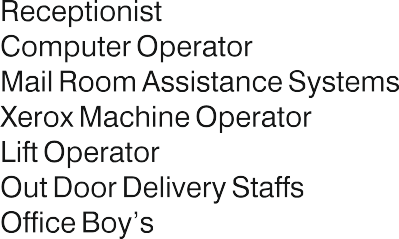 Receptionist
Computer Operator
Mail Room Assistance Systems
Xerox Machine Operator
Lift Operator
Out Door Delivery Staffs
Office Boy's